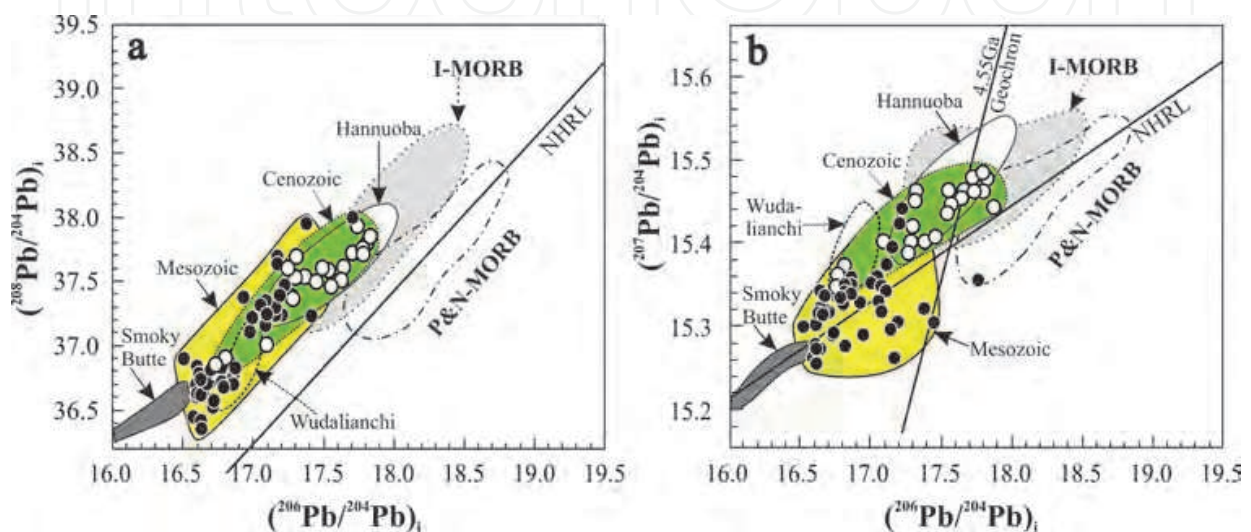 a
I-MORB
Hannuoba
Cenozoic
NHRL
Mesozoic
Smoky
Butte
P&N-MORB
Wudalianchi
39.5
39.0
38.5
38.0
37.5
37.0
36.5
(²⁰⁸Pb/²⁰⁴Pb)ᵢ
16.0 16.5 17.0 17.5 18.0 18.5 19.0 19.5
(²⁰⁶Pb/²⁰⁴Pb)ᵢ
b
4.55Ga
Geochron
I-MORB
Hannuoba
NHRL
Cenozoic
Wuda-
lianchi
P&N-MORB
Smoky
Butte
Mesozoic
15.6
15.5
15.4
15.3
15.2
(²⁰⁷Pb/²⁰⁴Pb)ᵢ
16.0 16.5 17.0 17.5 18.0 18.5 19.0 19.5
(²⁰⁶Pb/²⁰⁴Pb)ᵢ